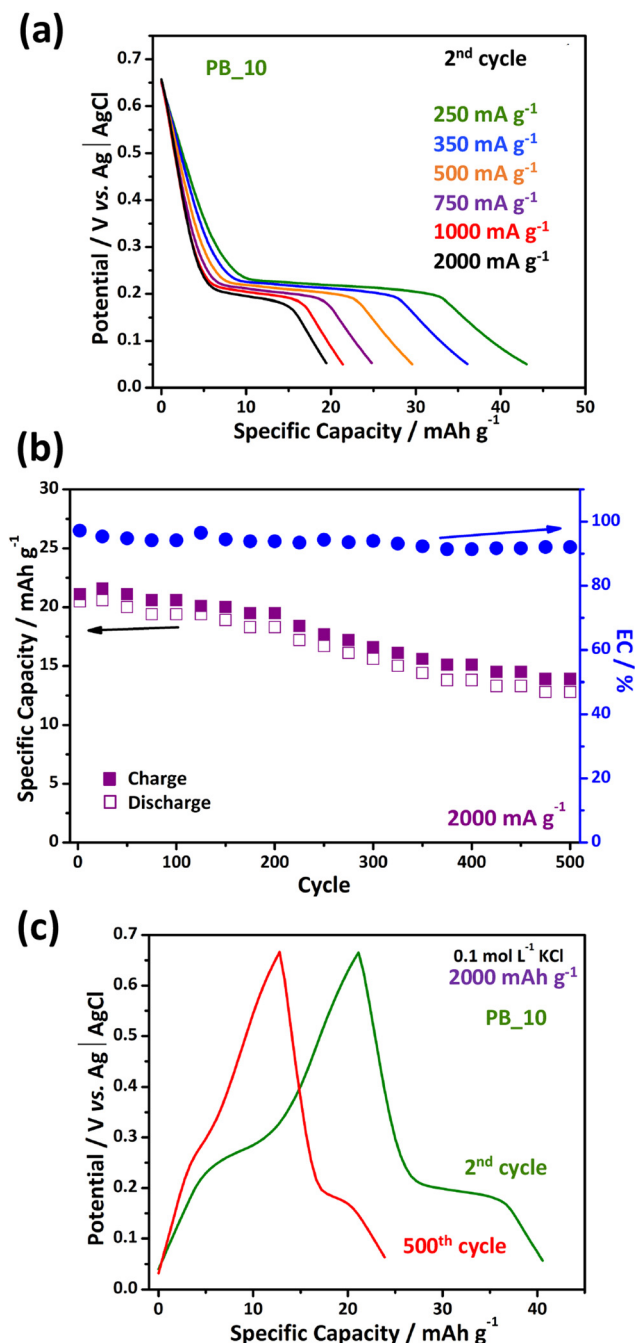 (a)
PB_10
2nd cycle
250 mA g-1
350 mA g-1
500 mA g-1
750 mA g-1
1000 mA g-1
2000 mA g-1
0.7
0.6
0.5
0.4
0.3
0.2
0.1
0.0
Potential / V vs. Ag | AgCl
0 10 20 30 40 50
Specific Capacity / mAh g-1
(b)
30
25
20
15
10
5
0
Specific Capacity / mAh g-1
100
80
60
40
20
0
EC / %
Charge
Discharge
2000 mA g-1
0 100 200 300 400 500
Cycle
(c)
0.7
0.6
0.5
0.4
0.3
0.2
0.1
0.0
Potential / V vs. Ag | AgCl
0.1 mol L-1 KCl
2000 mAh g-1
PB_10
2nd cycle
500th cycle
0 10 20 30 40
Specific Capacity / mAh g-1